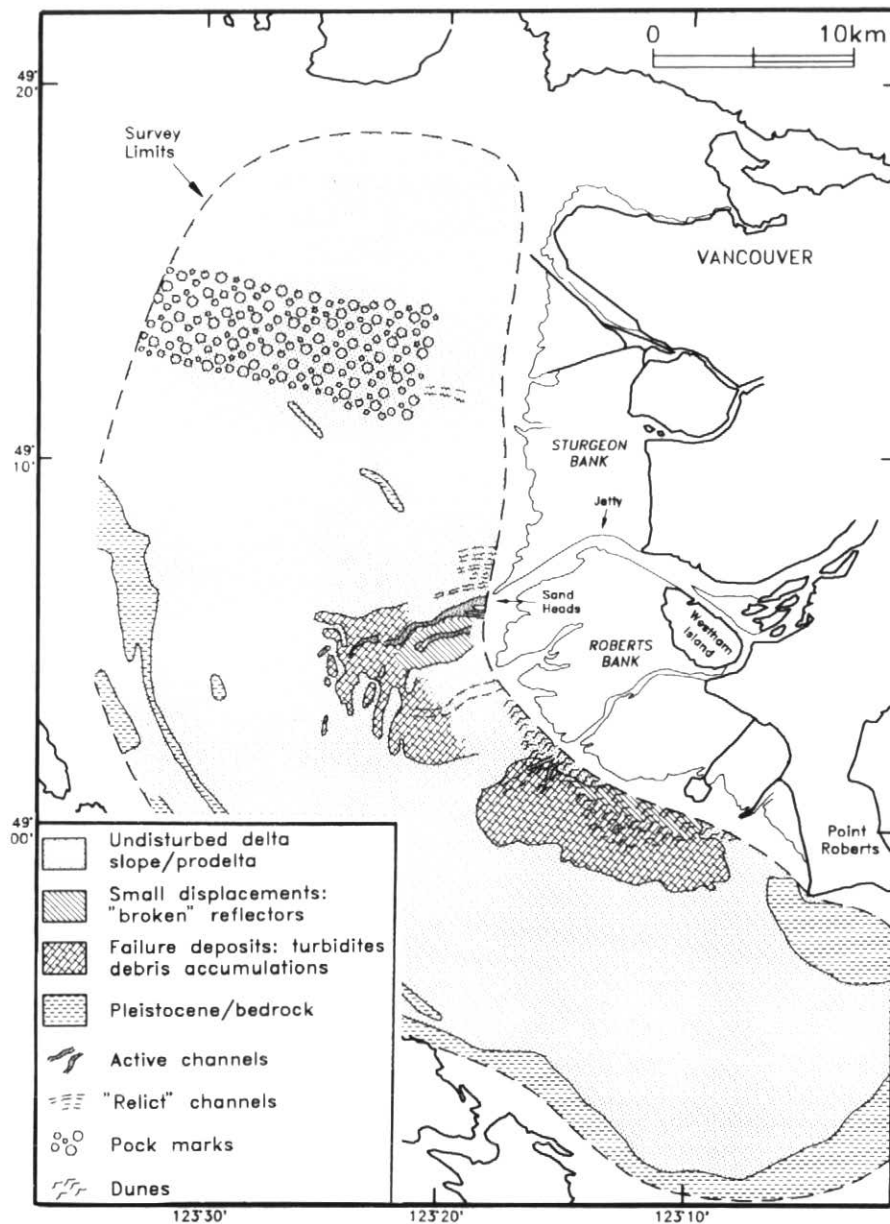 0 10km
49°
20'
Survey
Limits
VANCOUVER
49°
10'
STURGEON
BANK
Jetty
Sand
Heads
Westham
Island
ROBERTS
BANK
49°
00'
Point
Roberts
Undisturbed delta
slope/prodelta
Small displacements:
"broken" reflectors
Failure deposits: turbidites
debris accumulations
Pleistocene/bedrock
Active channels
"Relict" channels
Pock marks
Dunes
123°30' 123°20' 123°10'